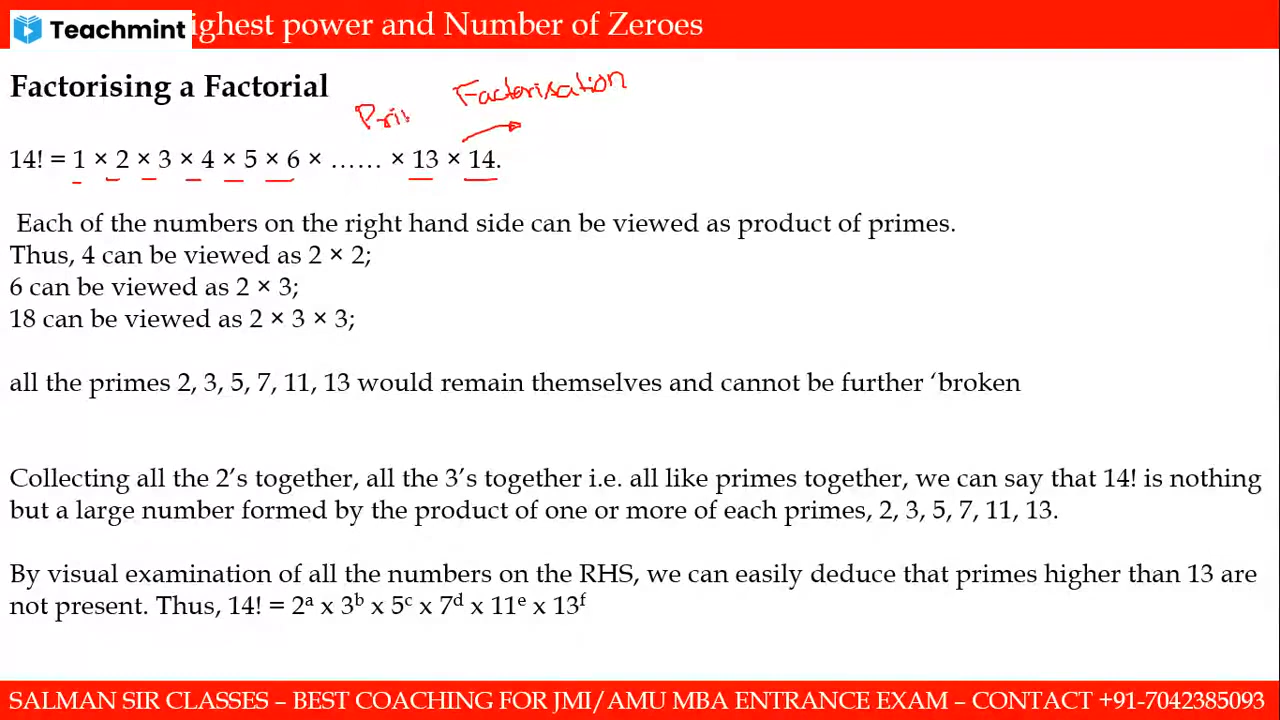 Teachmint
ighest power and Number of Zeroes
Factorising a Factorial
Factorisation
Pri
14! = 1 × 2 × 3 × 4 × 5 × 6 × …… × 13 × 14.
Each of the numbers on the right hand side can be viewed as product of primes.
Thus, 4 can be viewed as 2 × 2;
6 can be viewed as 2 × 3;
18 can be viewed as 2 × 3 × 3;
all the primes 2, 3, 5, 7, 11, 13 would remain themselves and cannot be further ‘broken
Collecting all the 2’s together, all the 3’s together i.e. all like primes together, we can say that 14! is nothing
but a large number formed by the product of one or more of each primes, 2, 3, 5, 7, 11, 13.
By visual examination of all the numbers on the RHS, we can easily deduce that primes higher than 13 are
not present. Thus, 14! = 2ᵃ x 3ᵇ x 5ᶜ x 7ᵈ x 11ᵉ x 13ᶠ
SALMAN SIR CLASSES – BEST COACHING FOR JMI/AMU MBA ENTRANCE EXAM – CONTACT +91-7042385093